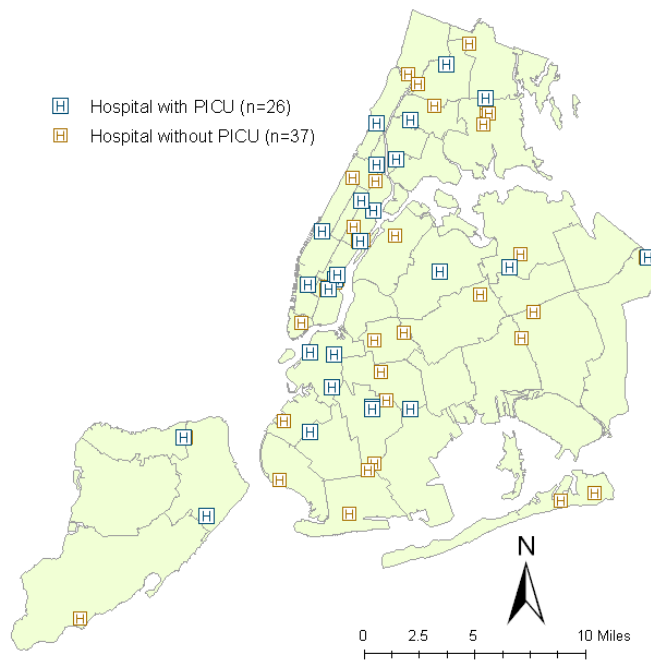 H Hospital with PICU (n=26)
H Hospital without PICU (n=37)
N
0 2.5 5 10 Miles